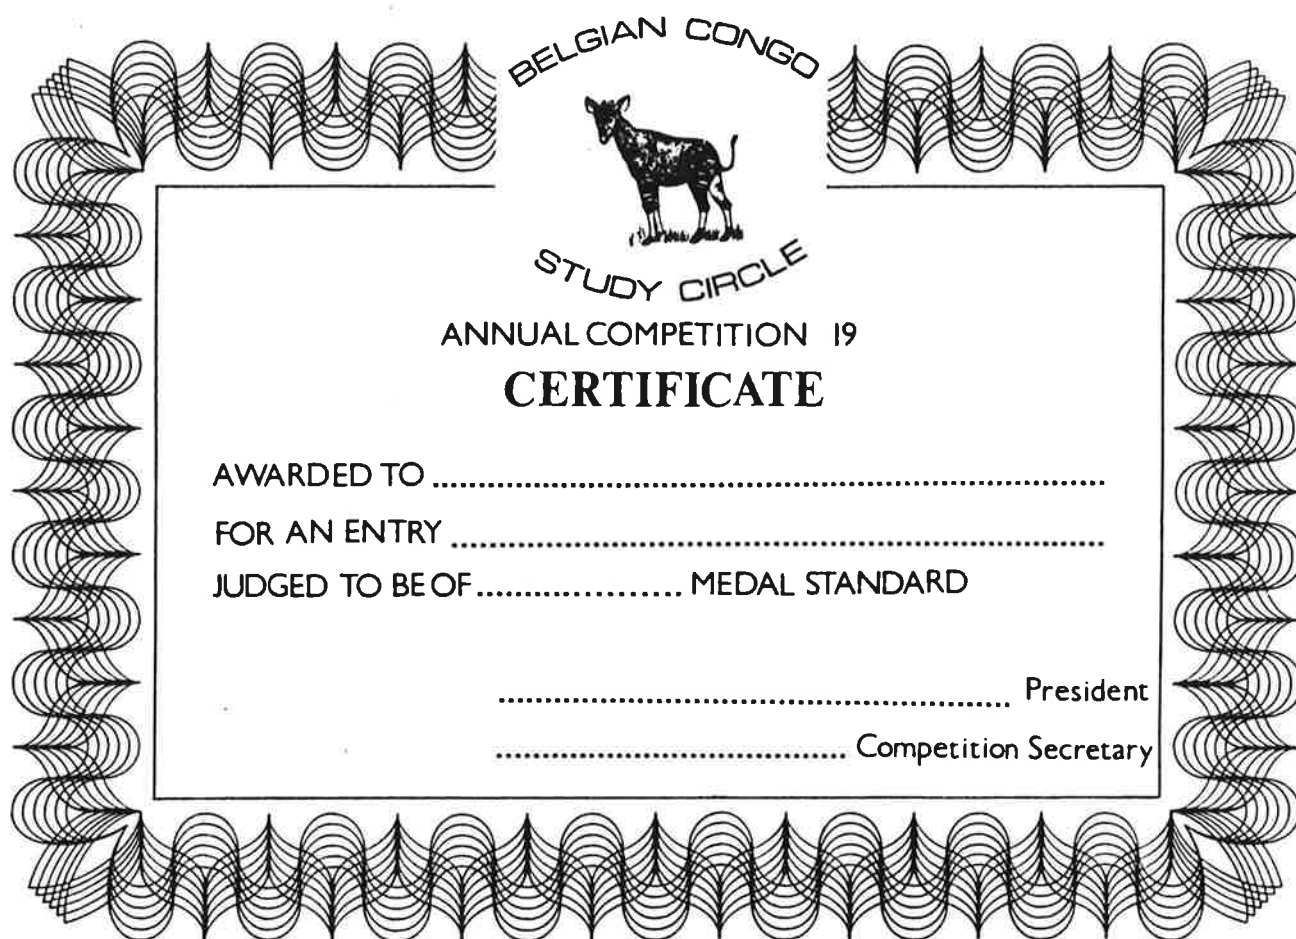 BELGIAN CONGO
STUDY CIRCLE
ANNUAL COMPETITION 19
CERTIFICATE
AWARDED TO ................................................................
FOR AN ENTRY ................................................................
JUDGED TO BE OF .................... MEDAL STANDARD
.................................................. President
.................................. Competition Secretary